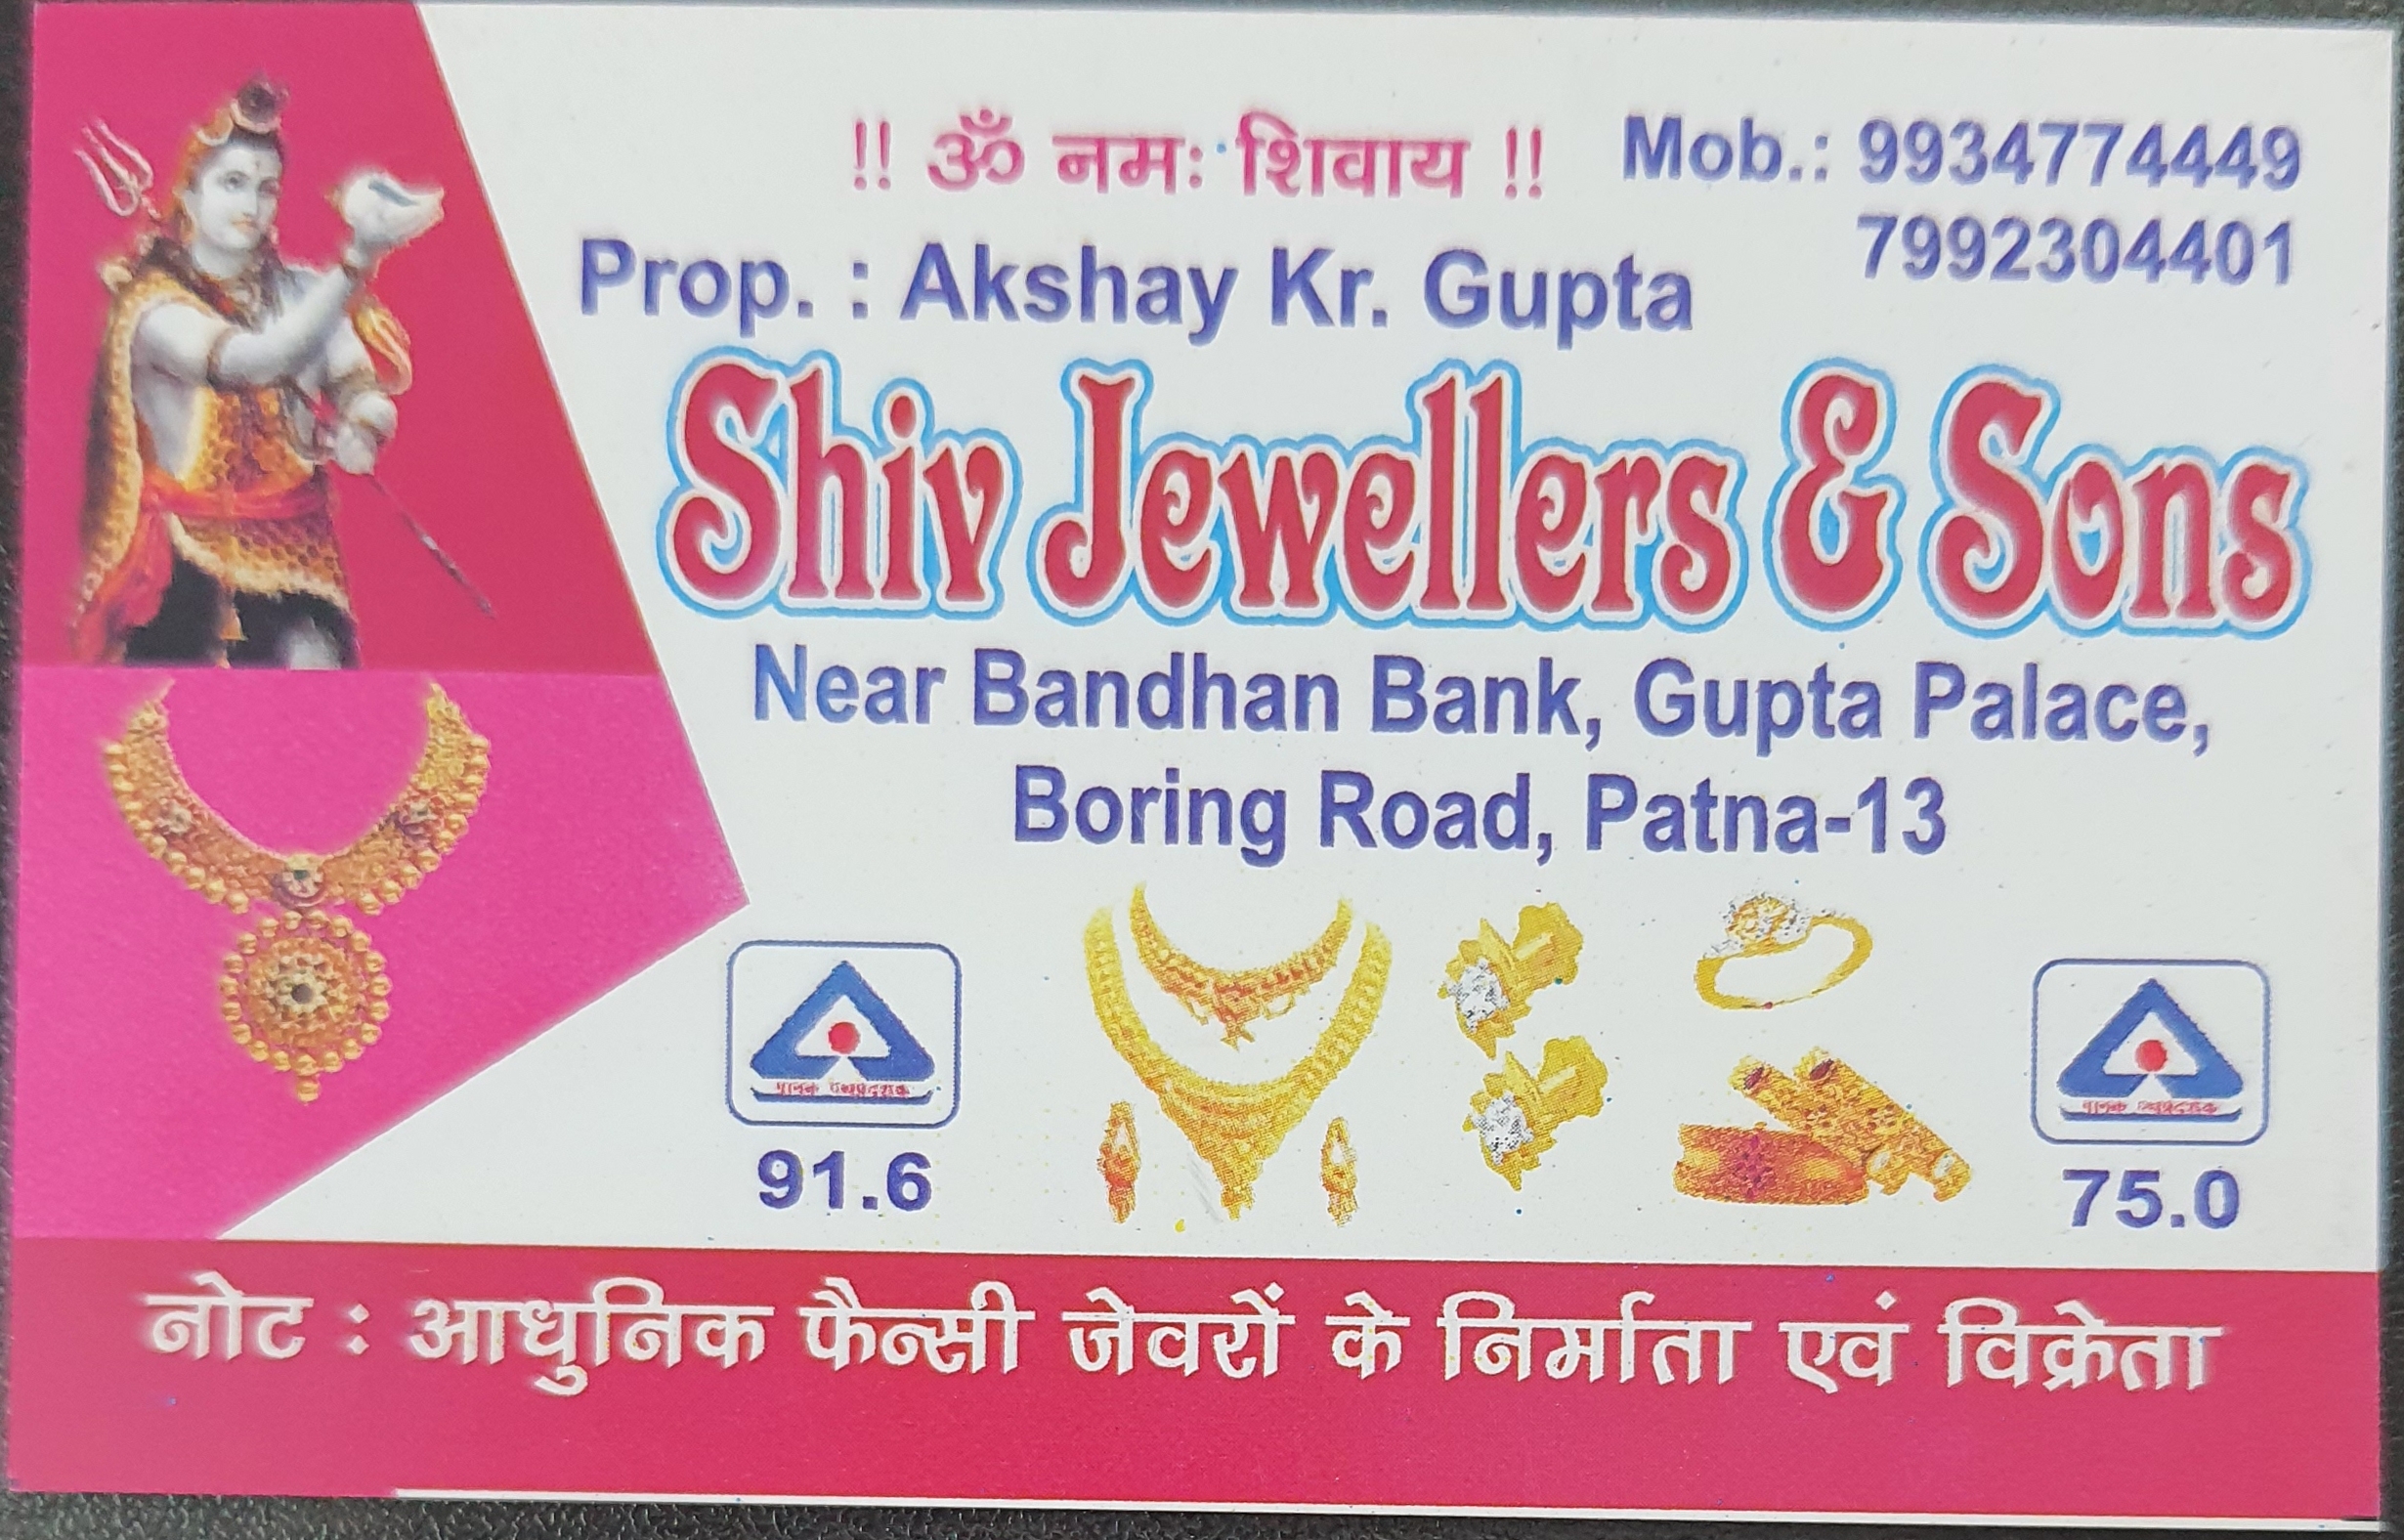 !! ॐ नमः शिवाय !!
Mob.: 9934774449
7992304401
Prop. : Akshay Kr. Gupta
Shiv Jewellers & Sons
Near Bandhan Bank, Gupta Palace,
Boring Road, Patna-13
91.6
75.0
नोट : आधुनिक फैन्सी जेवरों के निर्माता एवं विक्रेता